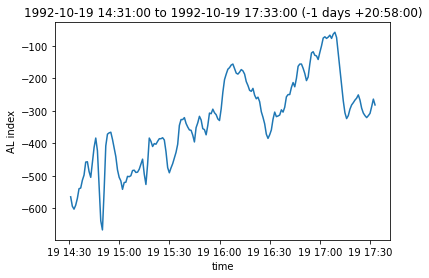 1992-10-19 14:31:00 to 1992-10-19 17:33:00 (-1 days +20:58:00)
−100
−200
−300
−400
−500
−600
AL index
19 14:30 19 15:00 19 15:30 19 16:00 19 16:30 19 17:00 19 17:30
time